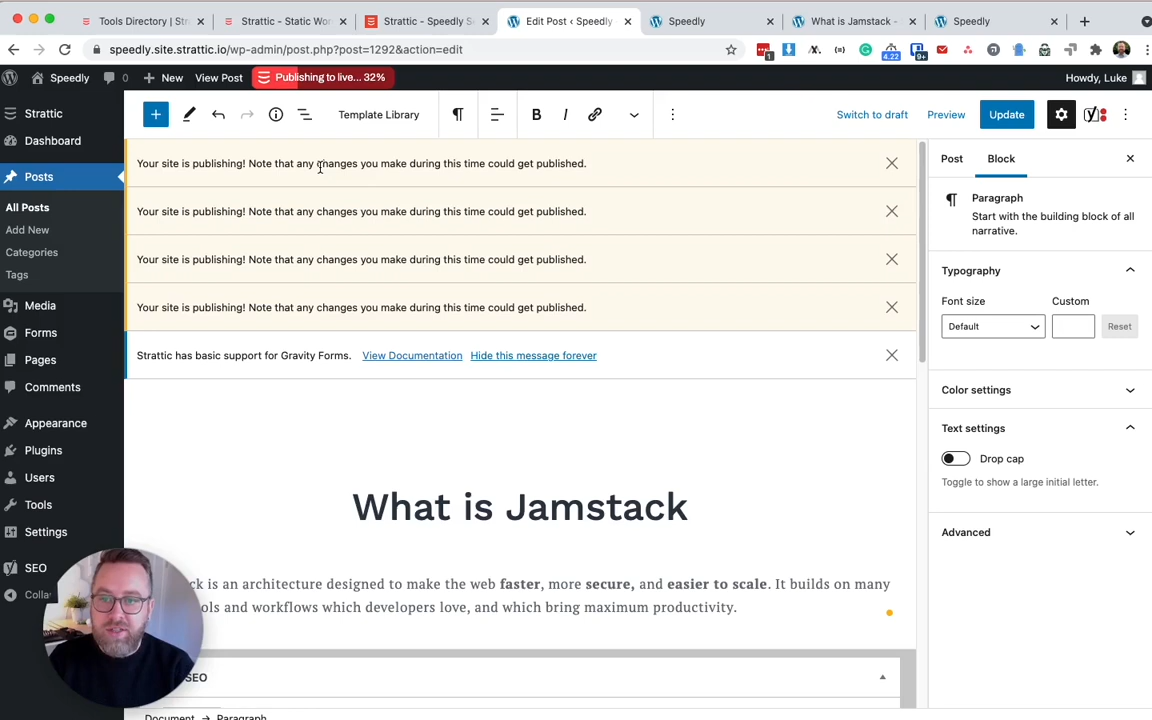 Tools Directory | Str
Strattic - Static Wor
Strattic - Speedly S
Edit Post ‹ Speedly
Speedly
What is Jamstack -
Speedly
speedly.site.strattic.io/wp-admin/post.php?post=1292&action=edit
1
4.22
9+
Speedly
0
New
View Post
Publishing to live... 32%
Howdy, Luke
Strattic
Dashboard
Posts
All Posts
Add New
Categories
Tags
Media
Forms
Pages
Comments
Appearance
Plugins
Users
Tools
Settings
SEO
Colla
Template Library
B
I
Switch to draft
Preview
Update
Your site is publishing! Note that any changes you make during this time could get published.
Your site is publishing! Note that any changes you make during this time could get published.
Your site is publishing! Note that any changes you make during this time could get published.
Your site is publishing! Note that any changes you make during this time could get published.
Strattic has basic support for Gravity Forms. View Documentation Hide this message forever
What is Jamstack
ck is an architecture designed to make the web faster, more secure, and easier to scale. It builds on many
ols and workflows which developers love, and which bring maximum productivity.
SEO
Document → Paragraph
Post
Block
Paragraph
Start with the building block of all
narrative.
Typography
Font size
Custom
Default
Reset
Color settings
Text settings
Drop cap
Toggle to show a large initial letter.
Advanced